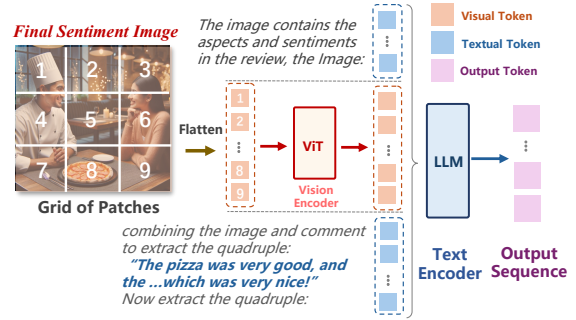 Final Sentiment Image
1 2 3
4 5 6
7 8 9
Grid of Patches
Flatten
The image contains the
aspects and sentiments
in the review, the Image:
1
2
8
9
ViT
Vision
Encoder
combining the image and comment
to extract the quadruple:
"The pizza was very good, and
the ...which was very nice!"
Now extract the quadruple:
LLM
Text
Encoder
Visual Token
Textual Token
Output Token
Output
Sequence